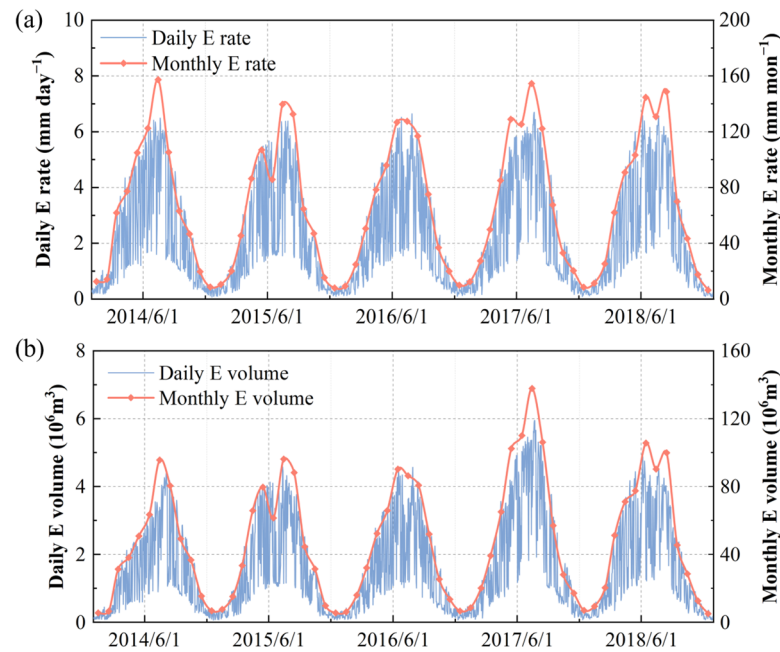 (a)
Daily E rate (mm day⁻¹)
10
8
6
4
2
0
Daily E rate
Monthly E rate
200
160
120
80
40
0
Monthly E rate (mm mon⁻¹)
2014/6/1 2015/6/1 2016/6/1 2017/6/1 2018/6/1
(b)
Daily E volume (10⁶m³)
8
6
4
2
0
Daily E volume
Monthly E volume
160
120
80
40
0
Monthly E volume (10⁶m³)
2014/6/1 2015/6/1 2016/6/1 2017/6/1 2018/6/1